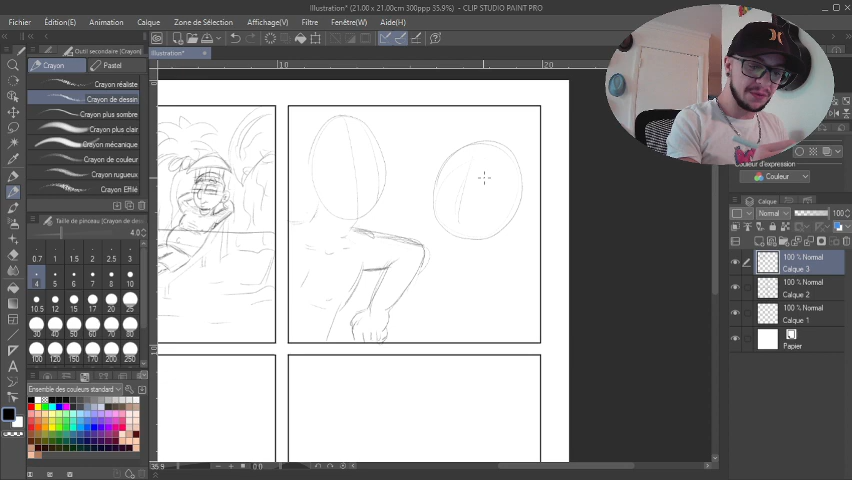 Illustration* (21.00 x 21.00cm 300ppp 35.9%) - CLIP STUDIO PAINT PRO
Fichier Édition(E) Animation Calque Zone de Sélection Affichage(V) Filtre Fenêtre(W) Aide(H)
Outil secondaire (Crayon)
Illustration*
Crayon Pastel
Crayon réaliste
Crayon de dessin
Crayon plus sombre
Crayon plus clair
Crayon mécanique
Crayon de couleur
Crayon rugueux
Crayon Effilé
Taille de pinceau (Crayon de des
4.0
0.7 1 1.5 2 2.5 3
4 5 6 7 8 10
10.5 12 15 17 20 25
30 40 50 60 70 80
100 120 150 170 200 250
Ensemble des couleurs standard
10 20
35.9 0.0
Couleur d'expression
Couleur
Calque
Normal 100
100 % Normal
Calque 3
100 % Normal
Calque 2
100 % Normal
Calque 1
Papier